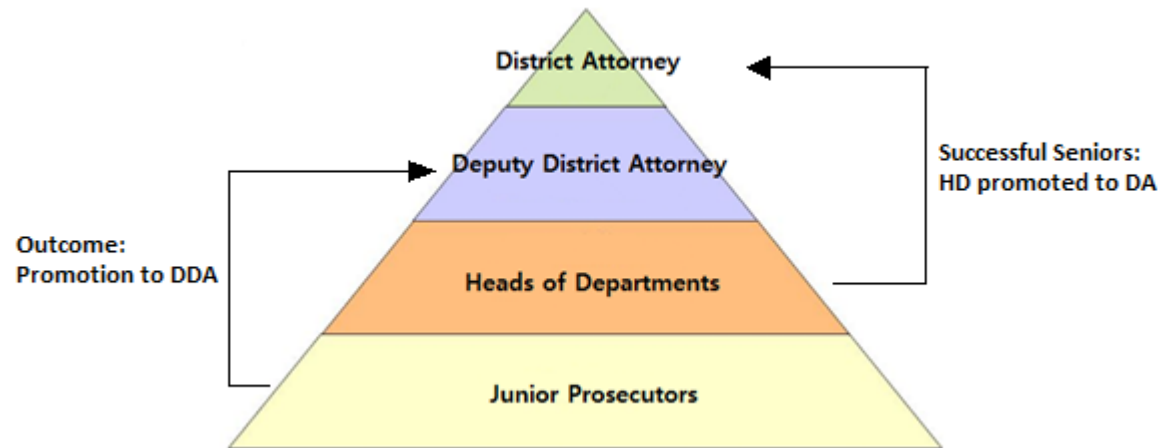 District Attorney
Deputy District Attorney
Successful Seniors:
HD promoted to DA
Outcome:
Promotion to DDA
Heads of Departments
Junior Prosecutors